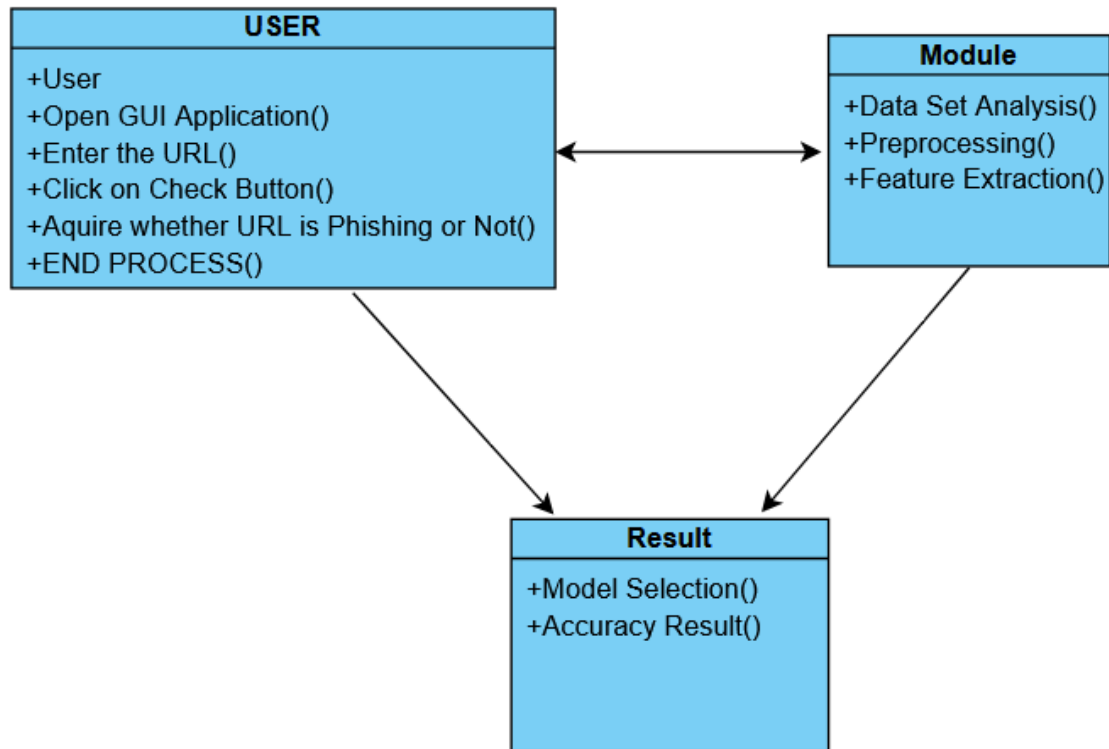 USER
+User
+Open GUI Application()
+Enter the URL()
+Click on Check Button()
+Aquire whether URL is Phishing or Not()
+END PROCESS()
Module
+Data Set Analysis()
+Preprocessing()
+Feature Extraction()
Result
+Model Selection()
+Accuracy Result()